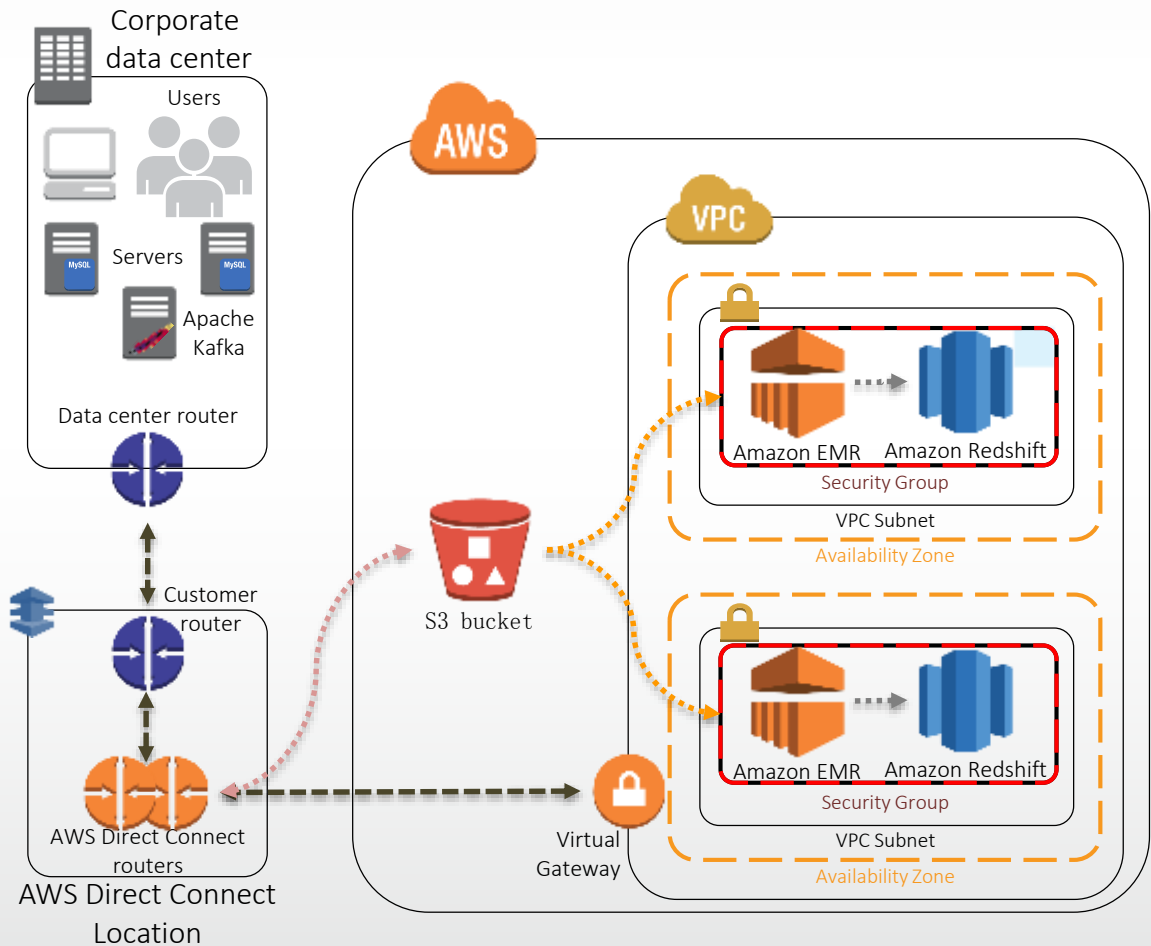 Corporate
data center
Users
MySQL
Servers
MySQL
Apache
Kafka
Data center router
Customer
router
AWS Direct Connect
routers
AWS Direct Connect
Location
AWS
VPC
S3 bucket
Virtual
Gateway
Amazon EMR
Amazon Redshift
Security Group
VPC Subnet
Availability Zone
Amazon EMR
Amazon Redshift
Security Group
VPC Subnet
Availability Zone